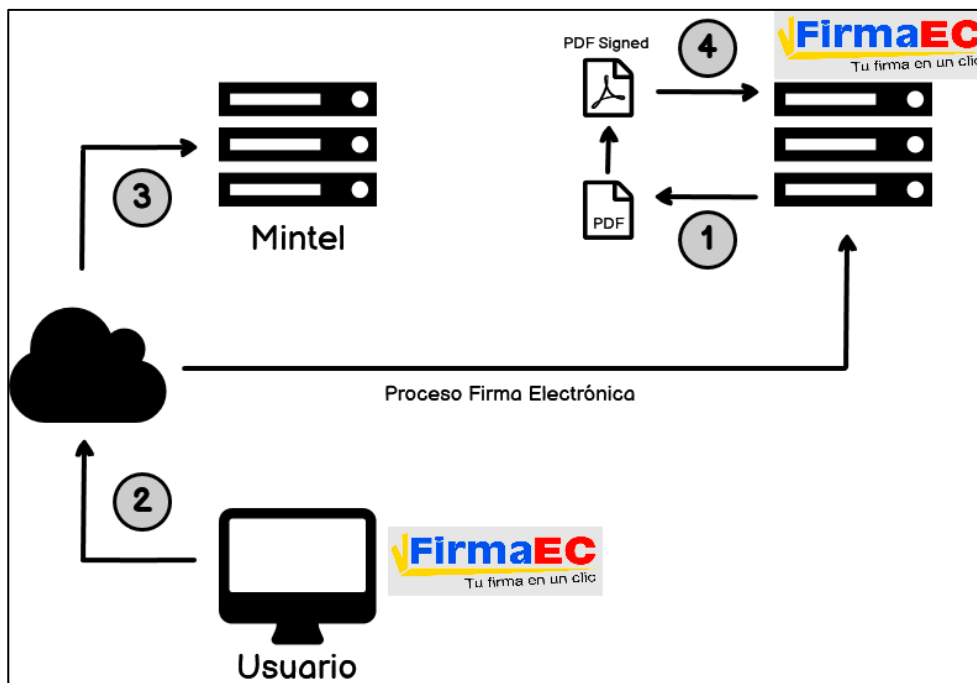 PDF Signed
4
FirmaEC
Tu firma en un clic
3
PDF
1
Mintel
Proceso Firma Electrónica
2
FirmaEC
Tu firma en un clic
Usuario